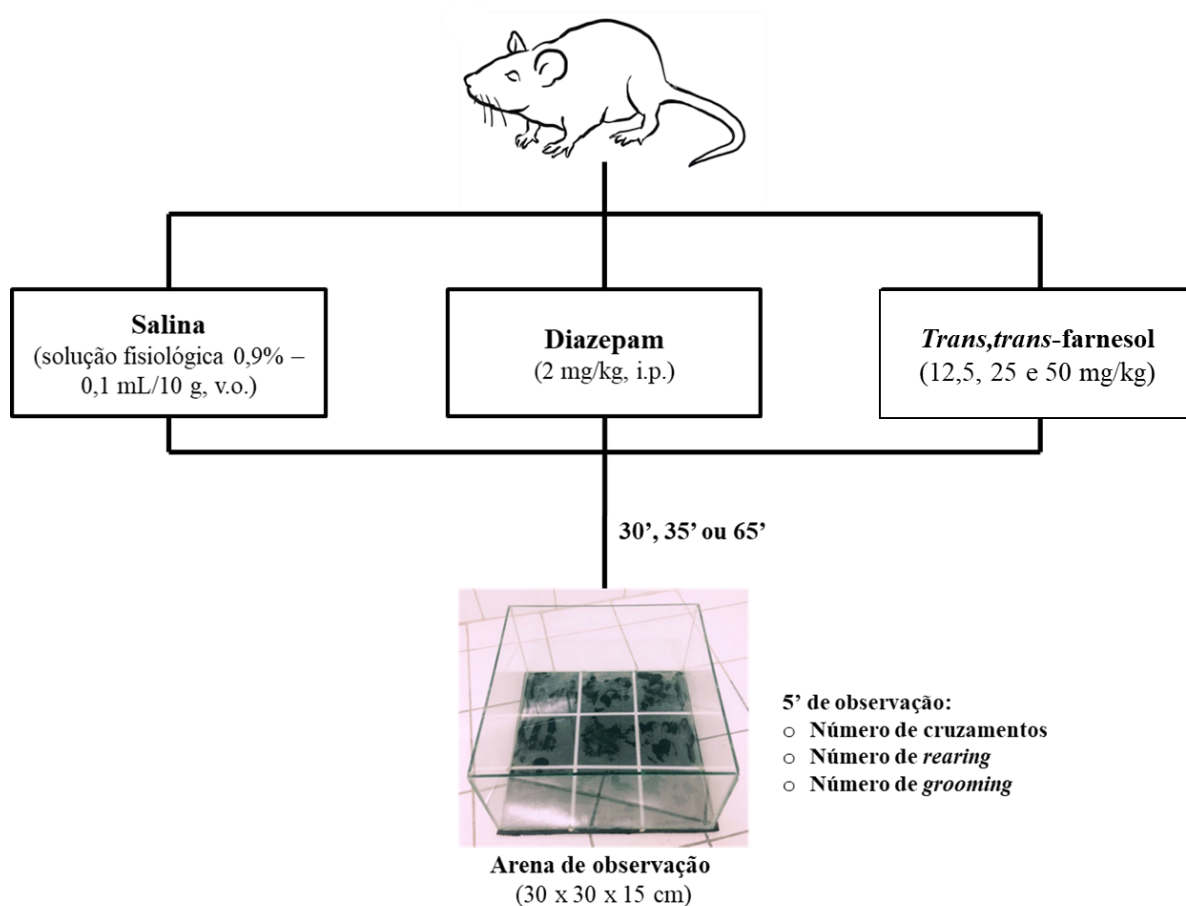 Salina
(solução fisiológica 0,9% –
0,1 mL/10 g, v.o.)
Diazepam
(2 mg/kg, i.p.)
Trans,trans-farnesol
(12,5, 25 e 50 mg/kg)
30’, 35’ ou 65’
5’ de observação:
○ Número de cruzamentos
○ Número de rearing
○ Número de grooming
Arena de observação
(30 x 30 x 15 cm)